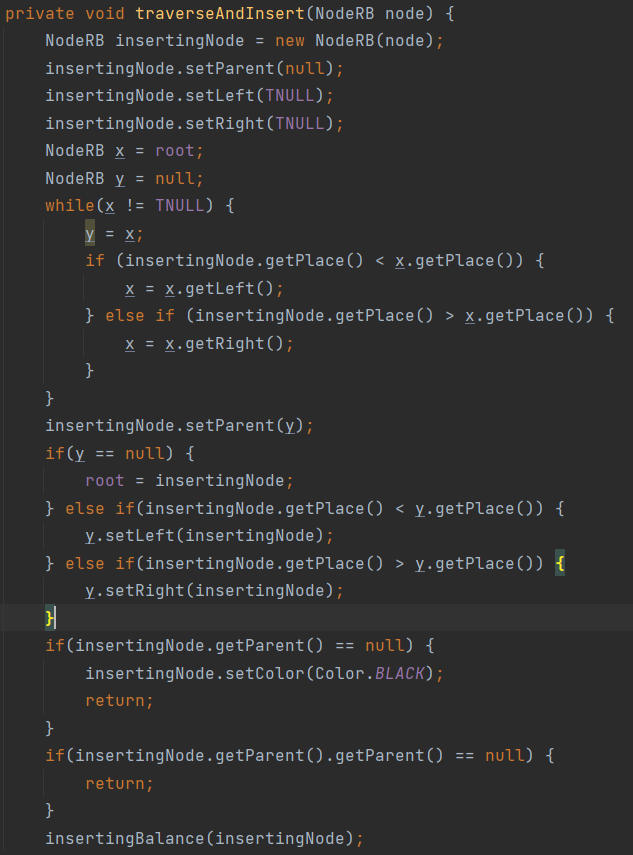 private void traverseAndInsert(NodeRB node) {
    NodeRB insertingNode = new NodeRB(node);
    insertingNode.setParent(null);
    insertingNode.setLeft(TNULL);
    insertingNode.setRight(TNULL);
    NodeRB x = root;
    NodeRB y = null;
    while(x != TNULL) {
        y = x;
        if (insertingNode.getPlace() < x.getPlace()) {
            x = x.getLeft();
        } else if (insertingNode.getPlace() > x.getPlace()) {
            x = x.getRight();
        }
    }
    insertingNode.setParent(y);
    if(y == null) {
        root = insertingNode;
    } else if(insertingNode.getPlace() < y.getPlace()) {
        y.setLeft(insertingNode);
    } else if(insertingNode.getPlace() > y.getPlace()) {
        y.setRight(insertingNode);
    }
    if(insertingNode.getParent() == null) {
        insertingNode.setColor(Color.BLACK);
        return;
    }
    if(insertingNode.getParent().getParent() == null) {
        return;
    }
    insertingBalance(insertingNode);